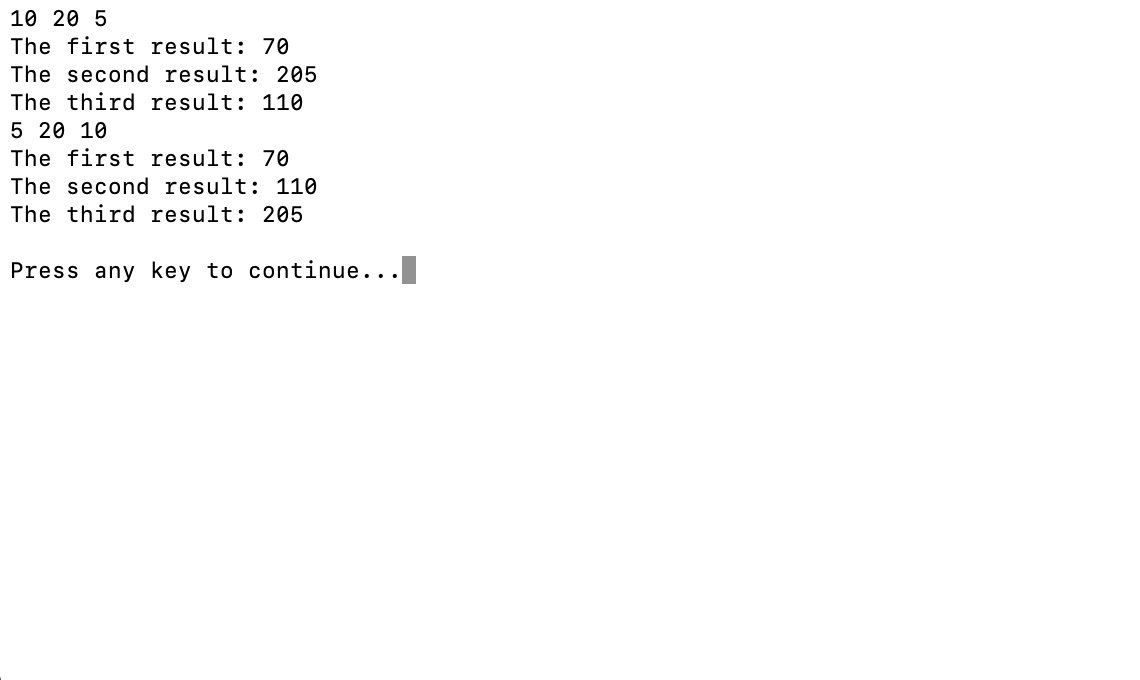 10 20 5
The first result: 70
The second result: 205
The third result: 110
5 20 10
The first result: 70
The second result: 110
The third result: 205
Press any key to continue...